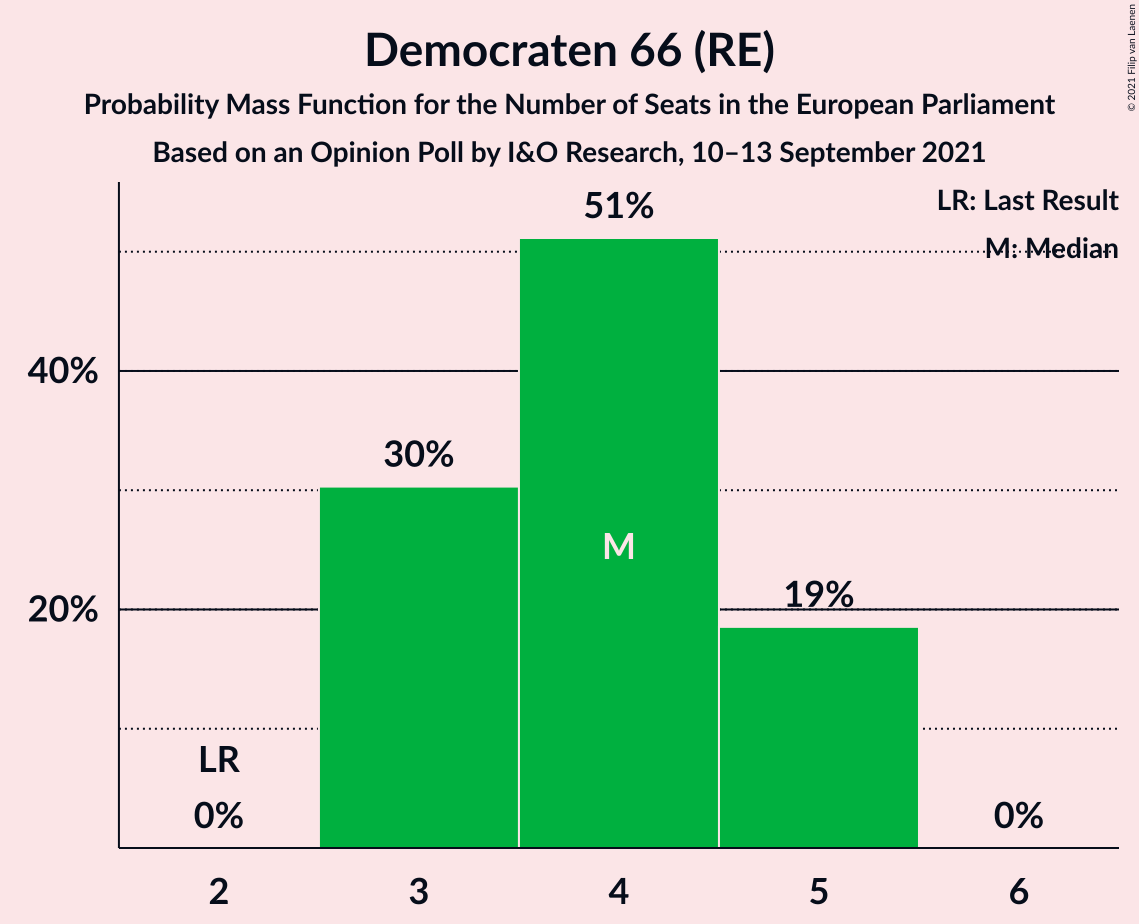 Democraten 66 (RE)
Probability Mass Function for the Number of Seats in the European Parliament
Based on an Opinion Poll by I&O Research, 10–13 September 2021
© 2021 Filip van Laenen
LR: Last Result
M: Median
51%
40%
30%
M
20%
19%
LR
0%
0%
2 3 4 5 6